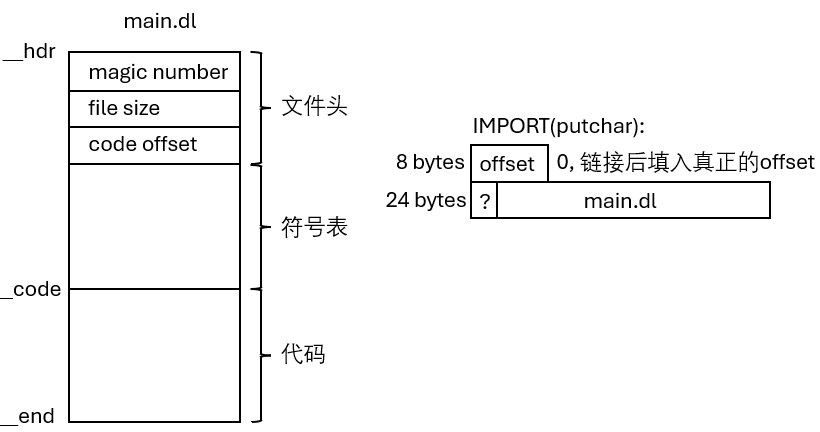 main.dl
__hdr
magic number
file size
code offset
文件头
符号表
_code
代码
__end
IMPORT(putchar):
8 bytes
offset
0, 链接后填入真正的offset
24 bytes
?
main.dl